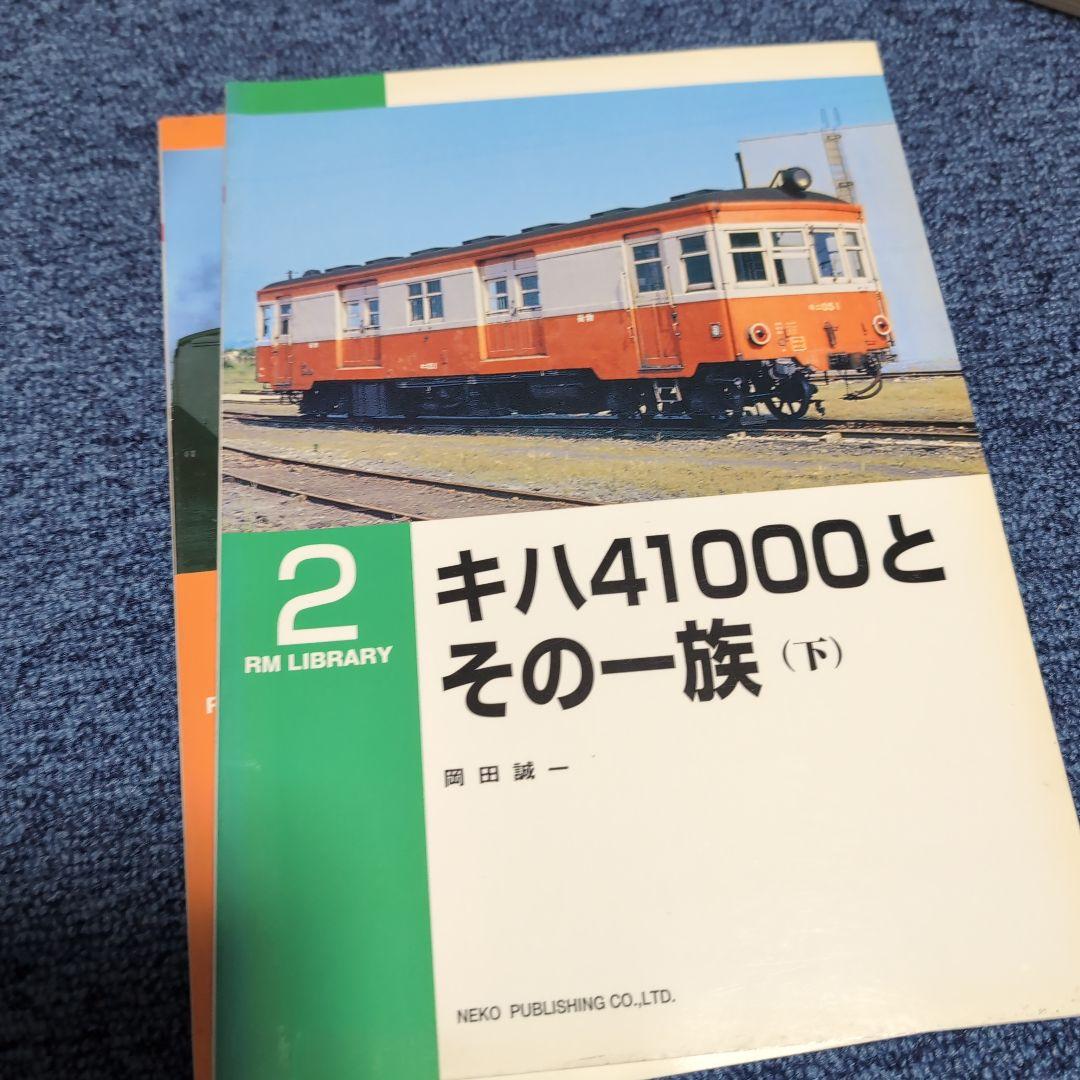 2
RM LIBRARY
キハ41000と
その一族（下）
岡田誠一
NEKO PUBLISHING CO.,LTD.